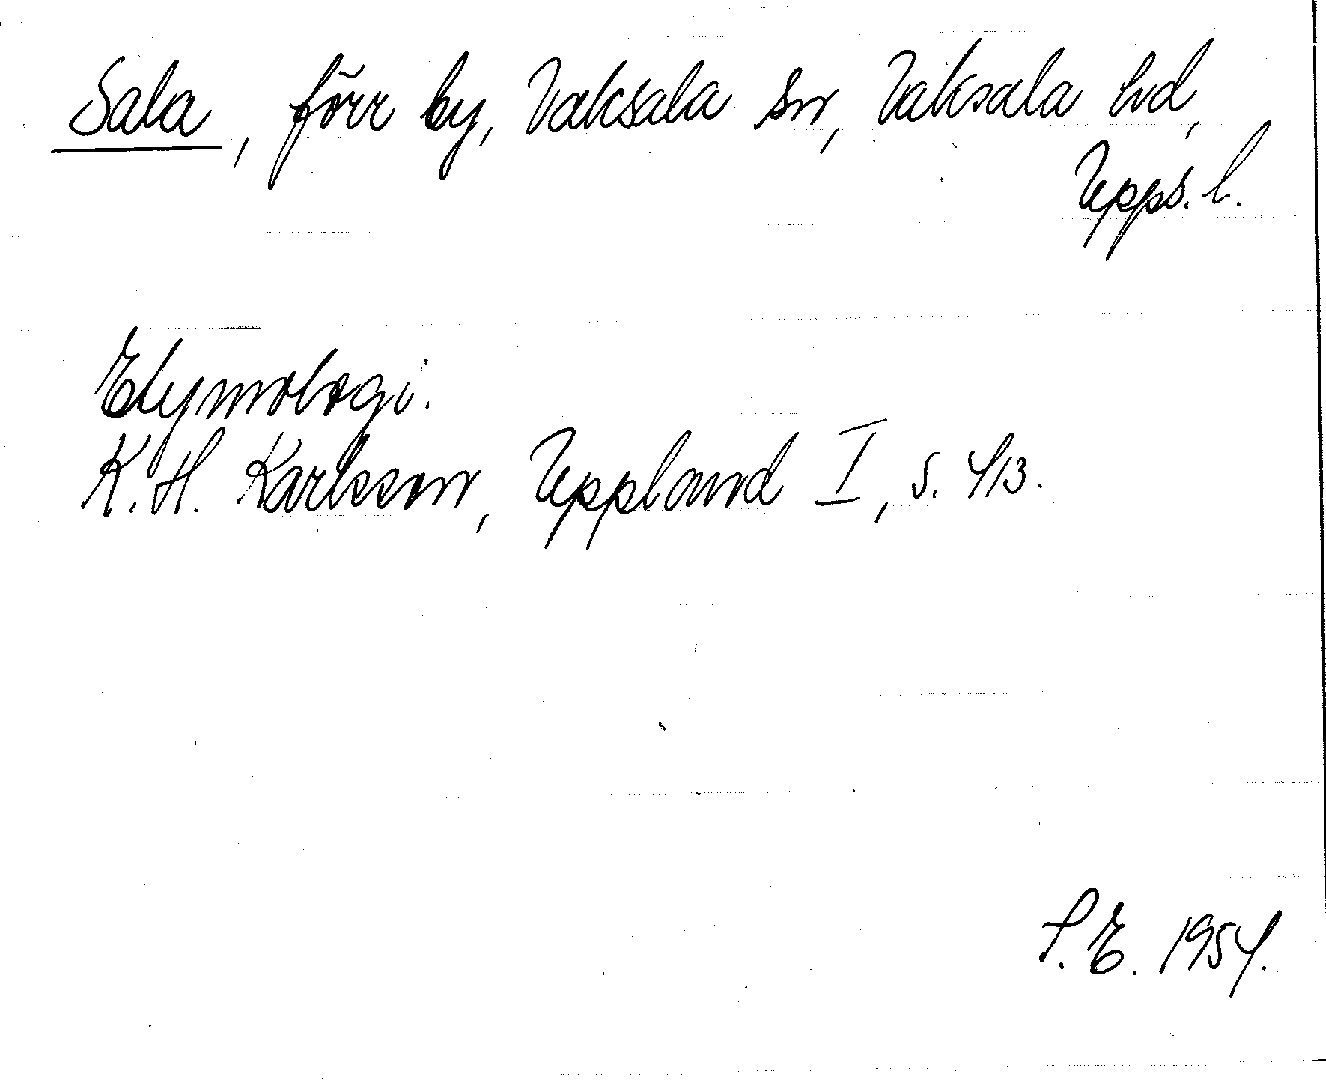 Sala, förr by, Vaksala sn, Vaksala hd,
Upps. l.
Etymologi.
K. H. Karlsson, Uppland I, s. 413.
S. E. 1954.